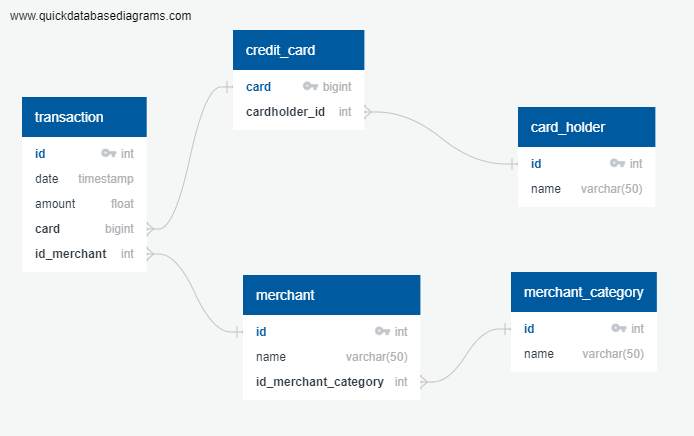 www.quickdatabasediagrams.com
transaction
id int
date timestamp
amount float
card bigint
id_merchant int
credit_card
card bigint
cardholder_id int
card_holder
id int
name varchar(50)
merchant
id int
name varchar(50)
id_merchant_category int
merchant_category
id int
name varchar(50)